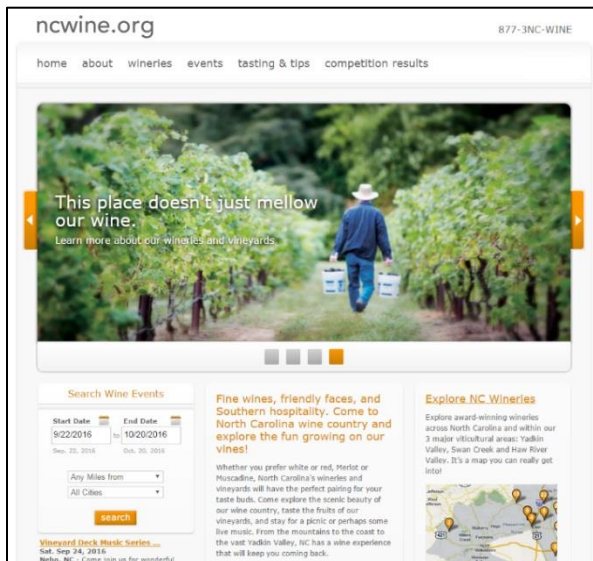 ncwine.org
877-3NC-WINE
home about wineries events tasting & tips competition results
This place doesn't just mellow
our wine.
Learn more about our wineries and vineyards
Search Wine Events
Start Date End Date
9/22/2016 to 10/20/2016
Sep. 22, 2016 Oct. 20, 2016
Any Miles from
All Cities
search
Vineyard Deck Music Series ...
Sat. Sep 24, 2016
Nebo, NC - Come join us for wonderful
Fine wines, friendly faces, and
Southern hospitality. Come to
North Carolina wine country and
explore the fun growing on our
vines!
Whether you prefer white or red, Merlot or
Muscadine, North Carolina's wineries and
vineyards will have the perfect pairing for your
taste buds. Come explore the scenic beauty of
our wine country, taste the fruits of our
vineyards, and stay for a picnic or perhaps some
live music. From the mountains to the coast to
the vast Yadkin Valley, NC has a wine experience
that will keep you coming back.
Explore NC Wineries
Explore award-winning wineries
across North Carolina and within our
3 major viticultural areas: Yadkin
Valley, Swan Creek and Haw River
Valley. It's a map you can really get
into!